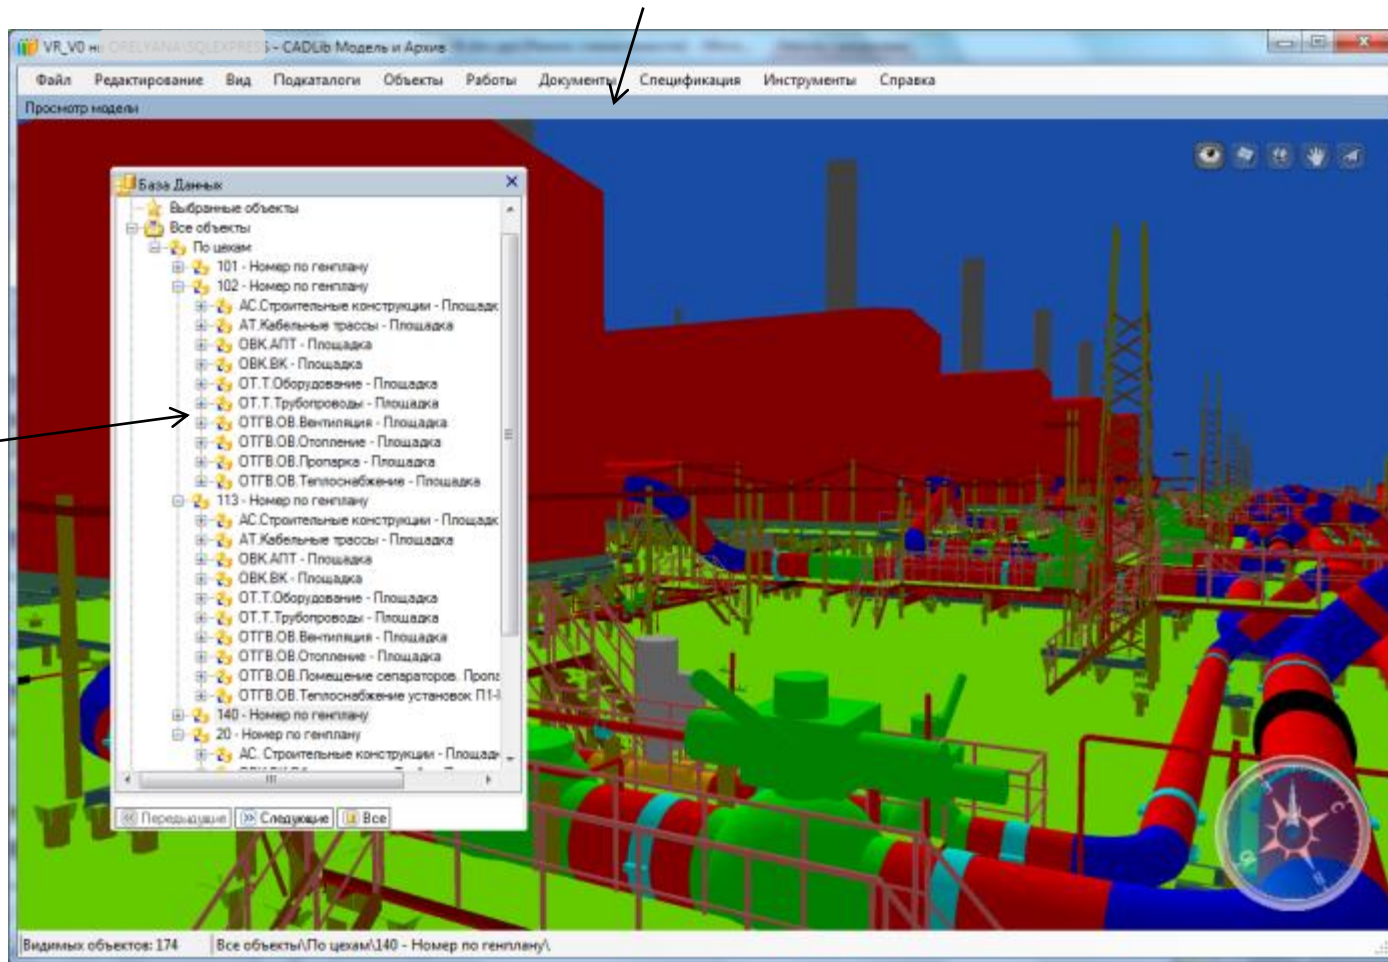 VR_V0 на ORELYANA\SQLEXPRESS - CADLib Модель и Архив
Файл Редактирование Вид Подкаталоги Объекты Работы Документы Спецификация Инструменты Справка
Просмотр модели
База Данных
Выбранные объекты
Все объекты
По цехам
101 - Номер по генплану
102 - Номер по генплану
АС.Строительные конструкции - Площадк
АТ.Кабельные трассы - Площадка
ОВК.АПТ - Площадка
ОВК.ВК - Площадка
ОТ.Т.Оборудование - Площадка
ОТ.Т.Трубопроводы - Площадка
ОТГВ.ОВ.Вентиляция - Площадка
ОТГВ.ОВ.Отопление - Площадка
ОТГВ.ОВ.Пропарка - Площадка
ОТГВ.ОВ.Теплоснабжение - Площадка
113 - Номер по генплану
АС.Строительные конструкции - Площадк
АТ.Кабельные трассы - Площадка
ОВК.АПТ - Площадка
ОВК.ВК - Площадка
ОТ.Т.Оборудование - Площадка
ОТ.Т.Трубопроводы - Площадка
ОТГВ.ОВ.Вентиляция - Площадка
ОТГВ.ОВ.Отопление - Площадка
ОТГВ.ОВ.Помещение сепараторов. Пропа
ОТГВ.ОВ.Теплоснабжение установок П1-
140 - Номер по генплану
20 - Номер по генплану
АС. Строительные конструкции - Площад
Предыдущие Следующие Все
С
В
Ю
Видимых объектов: 174 Все объекты\По цехам\140 - Номер по генплану\